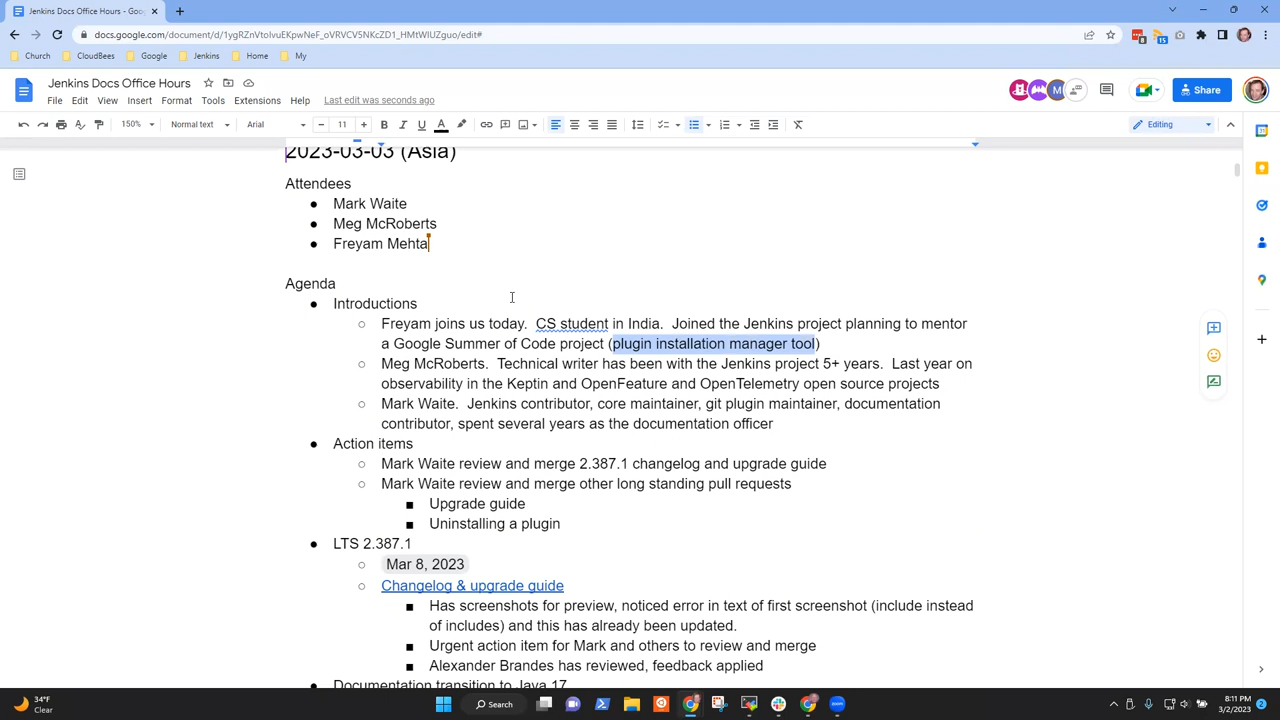 Jenkins Docs Office Hours - Goo
docs.google.com/document/d/1ygRZnVtoIvuEKpwNeF_oVRVCV5NKcZD1_HMtWIUZguo/edit#
Church
CloudBees
Google
Jenkins
Home
My
Jenkins Docs Office Hours
File Edit View Insert Format Tools Extensions Help Last edit was seconds ago
Share
150% Normal text Arial 11 Editing
2023-03-03 (Asia)
Attendees
● Mark Waite
● Meg McRoberts
● Freyam Mehta
Agenda
● Introductions
○ Freyam joins us today. CS student in India. Joined the Jenkins project planning to mentor
a Google Summer of Code project (plugin installation manager tool)
○ Meg McRoberts. Technical writer has been with the Jenkins project 5+ years. Last year on
observability in the Keptin and OpenFeature and OpenTelemetry open source projects
○ Mark Waite. Jenkins contributor, core maintainer, git plugin maintainer, documentation
contributor, spent several years as the documentation officer
● Action items
○ Mark Waite review and merge 2.387.1 changelog and upgrade guide
○ Mark Waite review and merge other long standing pull requests
■ Upgrade guide
■ Uninstalling a plugin
● LTS 2.387.1
○ Mar 8, 2023
○ Changelog & upgrade guide
■ Has screenshots for preview, noticed error in text of first screenshot (include instead
of includes) and this has already been updated.
■ Urgent action item for Mark and others to review and merge
■ Alexander Brandes has reviewed, feedback applied
● Documentation transition to Java 17
34°F
Clear
Search
8:11 PM
3/2/2023